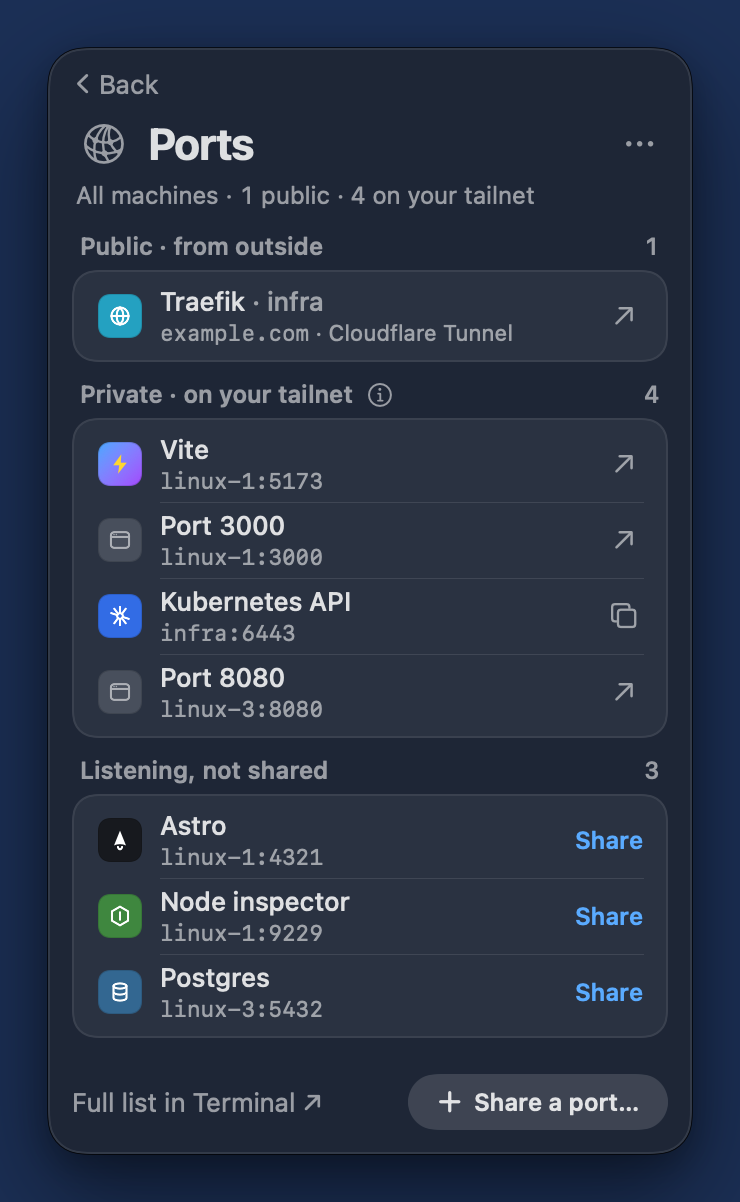 Back
Ports
All machines · 1 public · 4 on your tailnet
Public · from outside 1
Traefik · infra
example.com · Cloudflare Tunnel
Private · on your tailnet 4
Vite
linux-1:5173
Port 3000
linux-1:3000
Kubernetes API
infra:6443
Port 8080
linux-3:8080
Listening, not shared 3
Astro
linux-1:4321
Share
Node inspector
linux-1:9229
Share
Postgres
linux-3:5432
Share
Full list in Terminal ↗
+ Share a port...